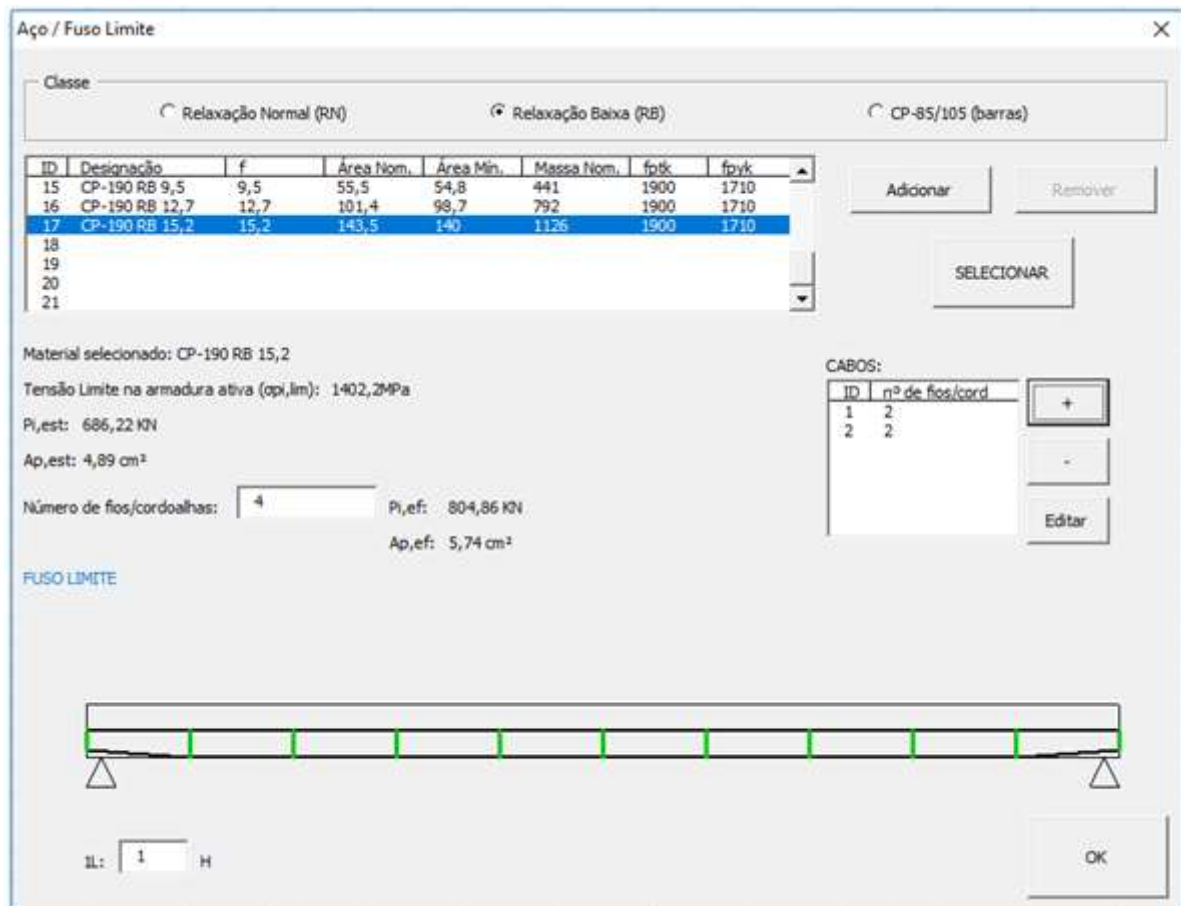 Aço / Fuso Limite
Classe
Relaxação Normal (RN) Relaxação Baixa (RB) CP-85/105 (barras)
ID Designação f Área Nom. Área Mín. Massa Nom. fptk fpyk
15 CP-190 RB 9,5 9,5 55,5 54,8 441 1900 1710
16 CP-190 RB 12,7 12,7 101,4 98,7 792 1900 1710
17 CP-190 RB 15,2 15,2 143,5 140 1126 1900 1710
18
19
20
21
Adicionar Remover
SELECIONAR
Material selecionado: CP-190 RB 15,2
Tensão Limite na armadura ativa (σpi,lim): 1402,2MPa
Pi,est: 686,22 KN
Ap,est: 4,89 cm²
Número de fios/cordoalhas: 4 Pi,ef: 804,86 KN
Ap,ef: 5,74 cm²
CABOS:
ID nº de fios/cord
1 2
2 2
+
-
Editar
FUSO LIMITE
1L: 1 H
OK